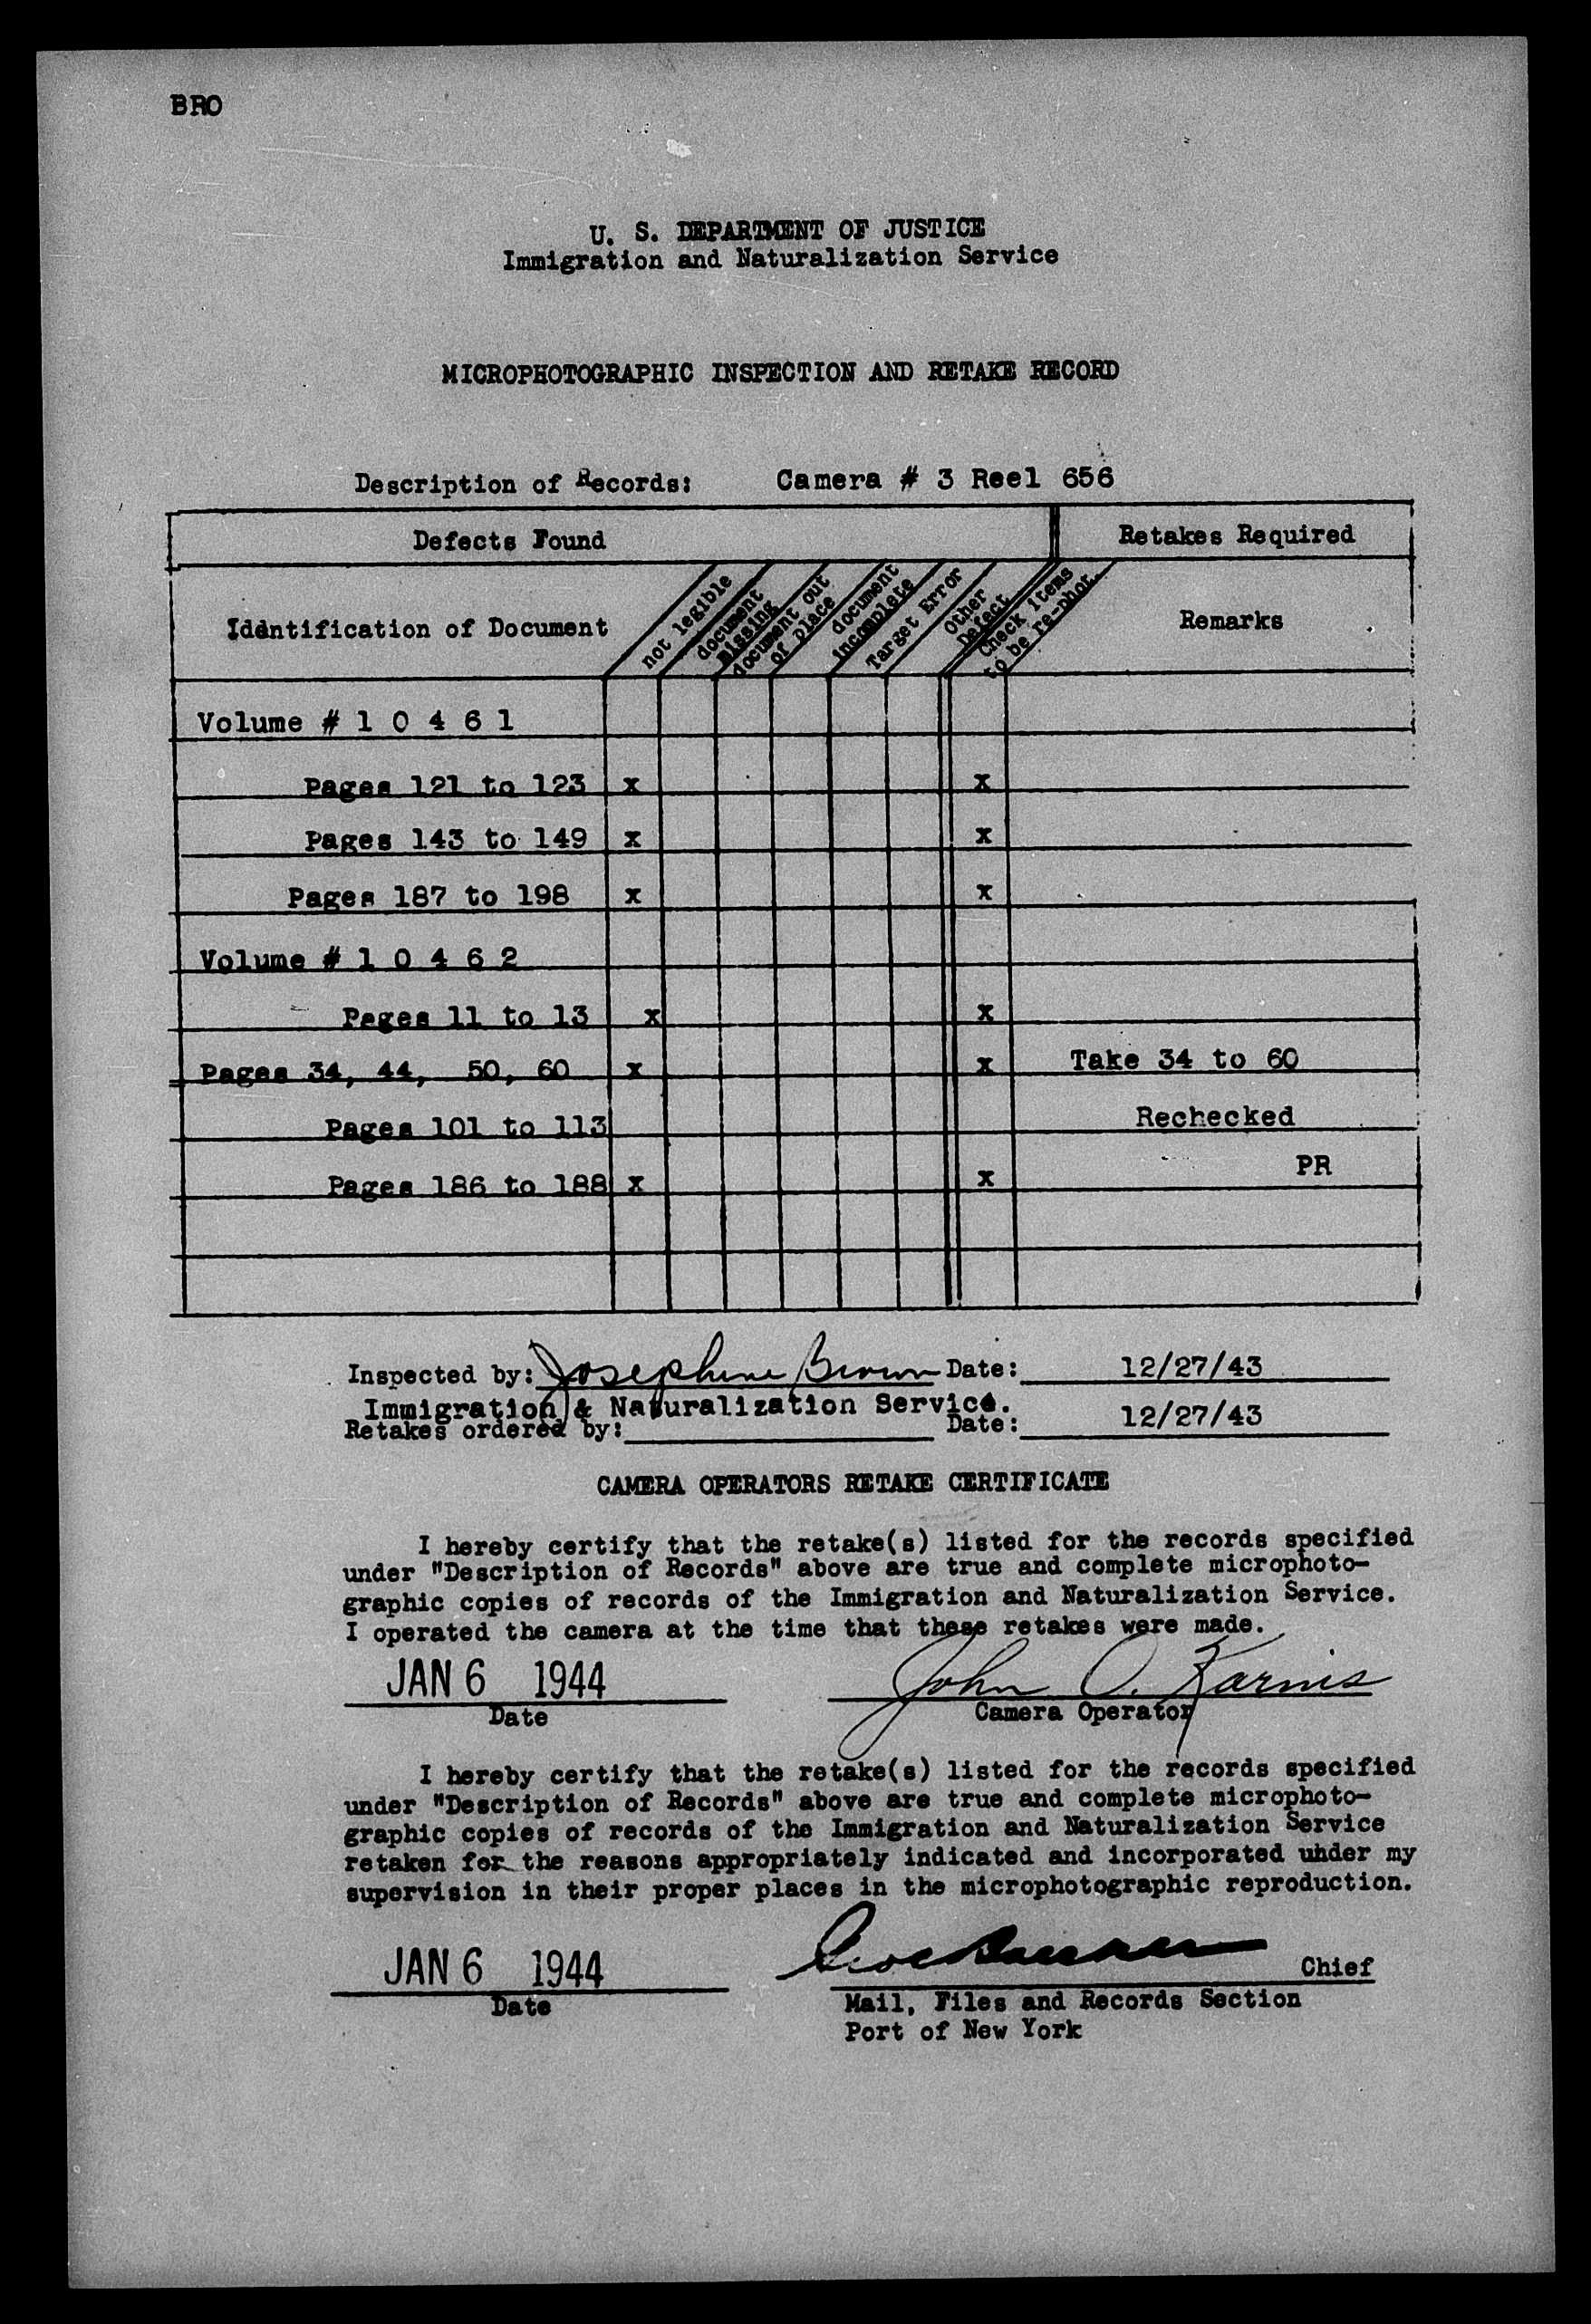 BRO
U. S. DEPARTMENT OF JUSTICE
Immigration and Naturalization Service
MICROPHOTOGRAPHIC INSPECTION AND RETAKE RECORD
Description of Records: Camera # 3 Reel 656
Defects Found Retakes Required
Identification of Document not legible document missing document out of place document incomplete Target Error Other Defect Check items to be re-phot. Remarks
Volume # 1 0 4 6 1
Pages 121 to 123 x x
Pages 143 to 149 x x
Pages 187 to 198 x x
Volume # 1 0 4 6 2
Pages 11 to 13 x x
Pages 34, 44, 50, 60 x x Take 34 to 60
Pages 101 to 113 Rechecked
Pages 186 to 188 x x PR
Inspected by: Josephine Brown Date: 12/27/43
Immigration & Naturalization Service.
Retakes ordered by: Date: 12/27/43
CAMERA OPERATORS RETAKE CERTIFICATE
I hereby certify that the retake(s) listed for the records specified
under "Description of Records" above are true and complete microphoto-
graphic copies of records of the Immigration and Naturalization Service.
I operated the camera at the time that these retakes were made.
JAN 6 1944 John O. Karnis
Date Camera Operator
I hereby certify that the retake(s) listed for the records specified
under "Description of Records" above are true and complete microphoto-
graphic copies of records of the Immigration and Naturalization Service
retaken for the reasons appropriately indicated and incorporated uhder my
supervision in their proper places in the microphotographic reproduction.
JAN 6 1944 Chief
Date Mail, Files and Records Section
Port of New York